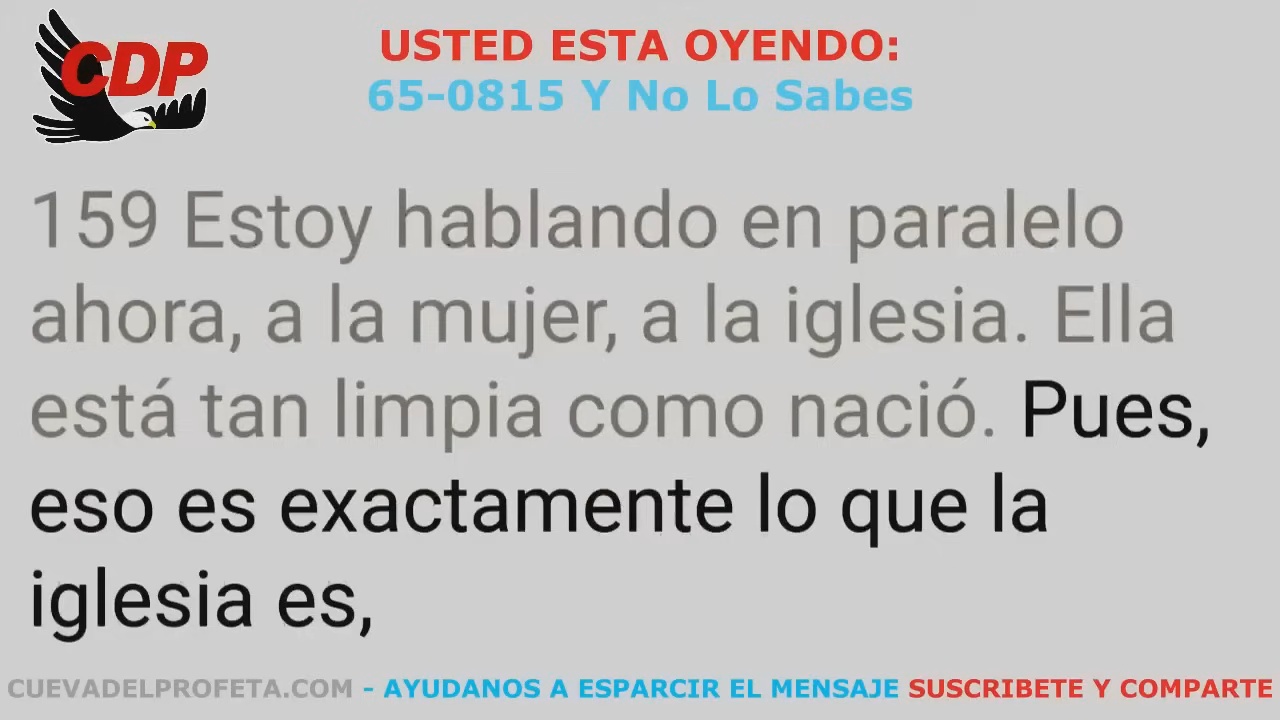 CDP
USTED ESTA OYENDO:
65-0815 Y No Lo Sabes
159 Estoy hablando en paralelo
ahora, a la mujer, a la iglesia. Ella
está tan limpia como nació. Pues,
eso es exactamente lo que la
iglesia es,
CUEVADELPROFETA.COM - AYUDANOS A ESPARCIR EL MENSAJE SUSCRIBETE Y COMPARTE